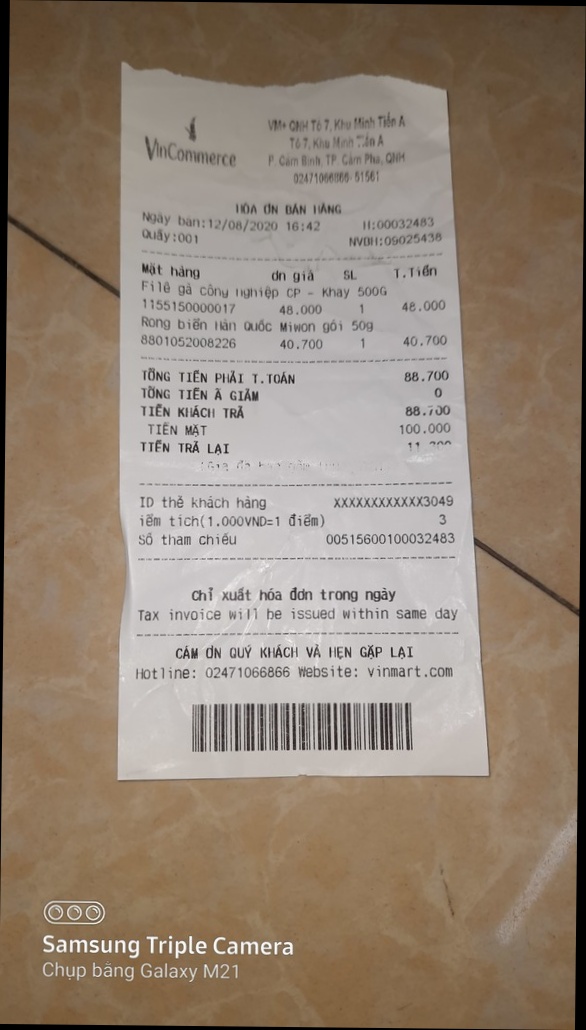 VinCommerce
VM+ QNH Tổ 7, Khu Minh Tiến A
Tổ 7, Khu Minh Tiến A
P. Cẩm Bình, TP. Cẩm Phả, QNH
02471066866-51561
HÓA ƠN BÁN HÀNG
Ngày bán:12/08/2020 16:42 H:00032483
Quầy:001 NVBH:09025438
Mặt hàng ơn giá SL T.Tiền
Filê gà công nghiệp CP - Khay 500G
1155150000017 48.000 1 48.000
Rong biển Hàn Quốc Miwon gói 50g
8801052008226 40.700 1 40.700
TỔNG TIỀN PHẢI T.TOÁN 88.700
TỔNG TIỀN Ã GIẢM 0
TIỀN KHÁCH TRẢ 88.700
TIỀN MẶT 100.000
TIỀN TRẢ LẠI
ID thẻ khách hàng XXXXXXXXXXXX3049
iểm tích(1.000VND=1 điểm) 3
Số tham chiếu 00515600100032483
Chỉ xuất hóa đơn trong ngày
Tax invoice will be issued within same day
CẢM ƠN QUÝ KHÁCH VÀ HẸN GẶP LẠI
Hotline: 02471066866 Website: vinmart.com
Samsung Triple Camera
Chụp bằng Galaxy M21